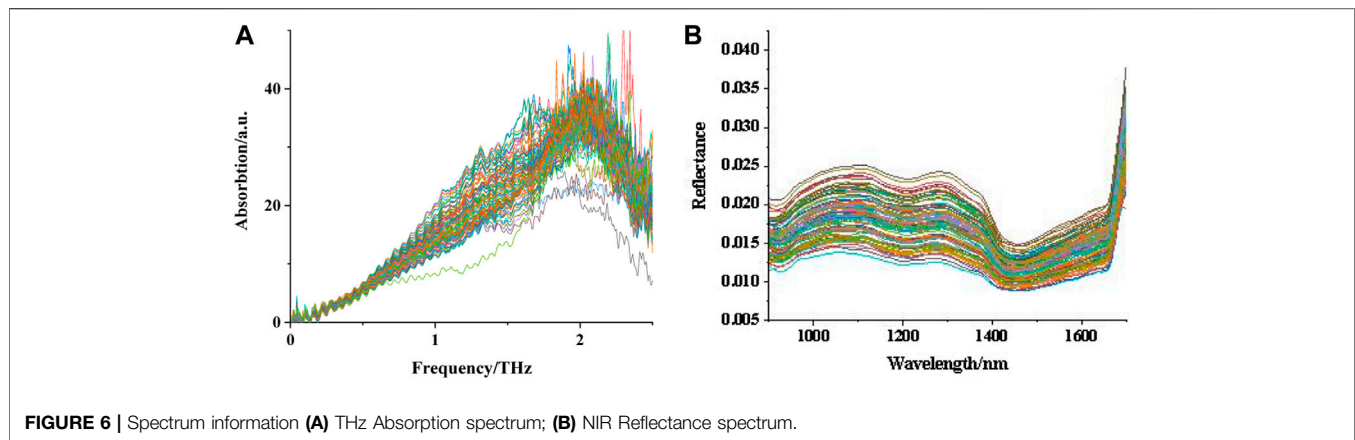 A
Absorbtion/a.u.
40
20
0
0
1
2
Frequency/THz
B
Reflectance
0.040
0.035
0.030
0.025
0.020
0.015
0.010
0.005
1000
1200
1400
1600
Wavelength/nm
FIGURE 6 | Spectrum information (A) THz Absorption spectrum; (B) NIR Reflectance spectrum.